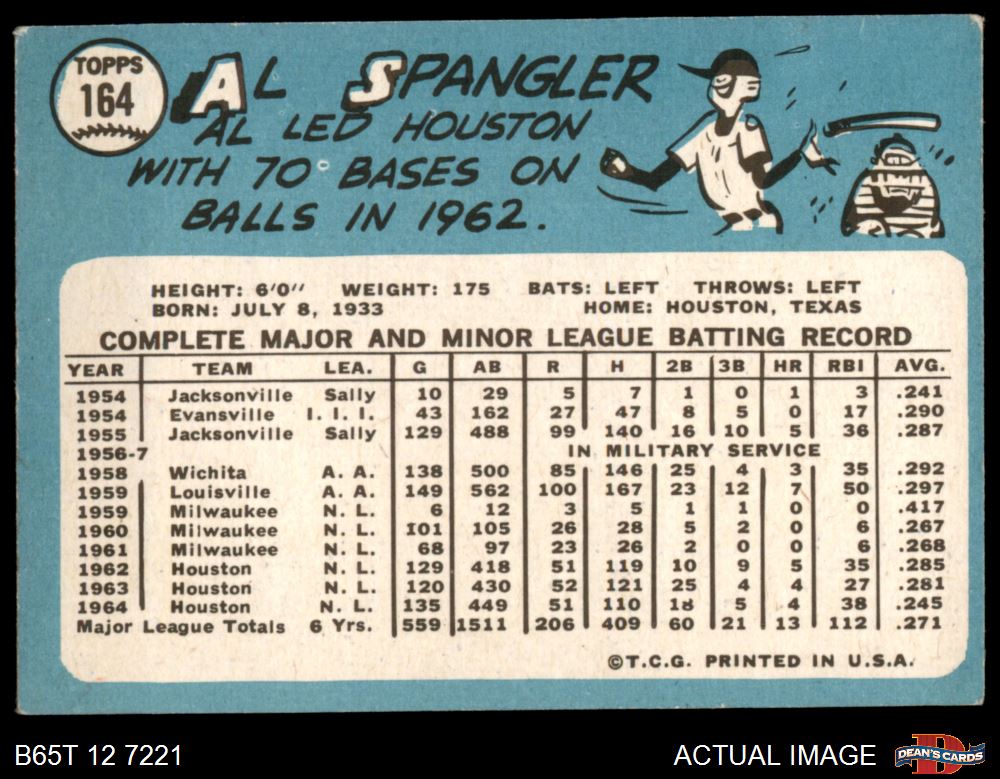 TOPPS
164
AL SPANGLER
AL LED HOUSTON
WITH 70 BASES ON
BALLS IN 1962.
HEIGHT: 6'0" WEIGHT: 175 BATS: LEFT THROWS: LEFT
BORN: JULY 8, 1933 HOME: HOUSTON, TEXAS
COMPLETE MAJOR AND MINOR LEAGUE BATTING RECORD
YEAR TEAM LEA. G AB R H 2B 3B HR RBI AVG.
1954 Jacksonville Sally 10 29 5 7 1 0 1 3 .241
1954 Evansville I. I. I. 43 162 27 47 8 5 0 17 .290
1955 Jacksonville Sally 129 488 99 140 16 10 5 36 .287
1956-7 IN MILITARY SERVICE
1958 Wichita A. A. 138 500 85 146 25 4 3 35 .292
1959 Louisville A. A. 149 562 100 167 23 12 7 50 .297
1959 Milwaukee N. L. 6 12 3 5 1 1 0 0 .417
1960 Milwaukee N. L. 101 105 26 28 5 2 0 6 .267
1961 Milwaukee N. L. 68 97 23 26 2 0 0 6 .268
1962 Houston N. L. 129 418 51 119 10 9 5 35 .285
1963 Houston N. L. 120 430 52 121 25 4 4 27 .281
1964 Houston N. L. 135 449 51 110 18 5 4 38 .245
Major League Totals 6 Yrs. 559 1511 206 409 60 21 13 112 .271
©T.C.G. PRINTED IN U.S.A.
B65T 12 7221 ACTUAL IMAGE DEAN'S CARDS